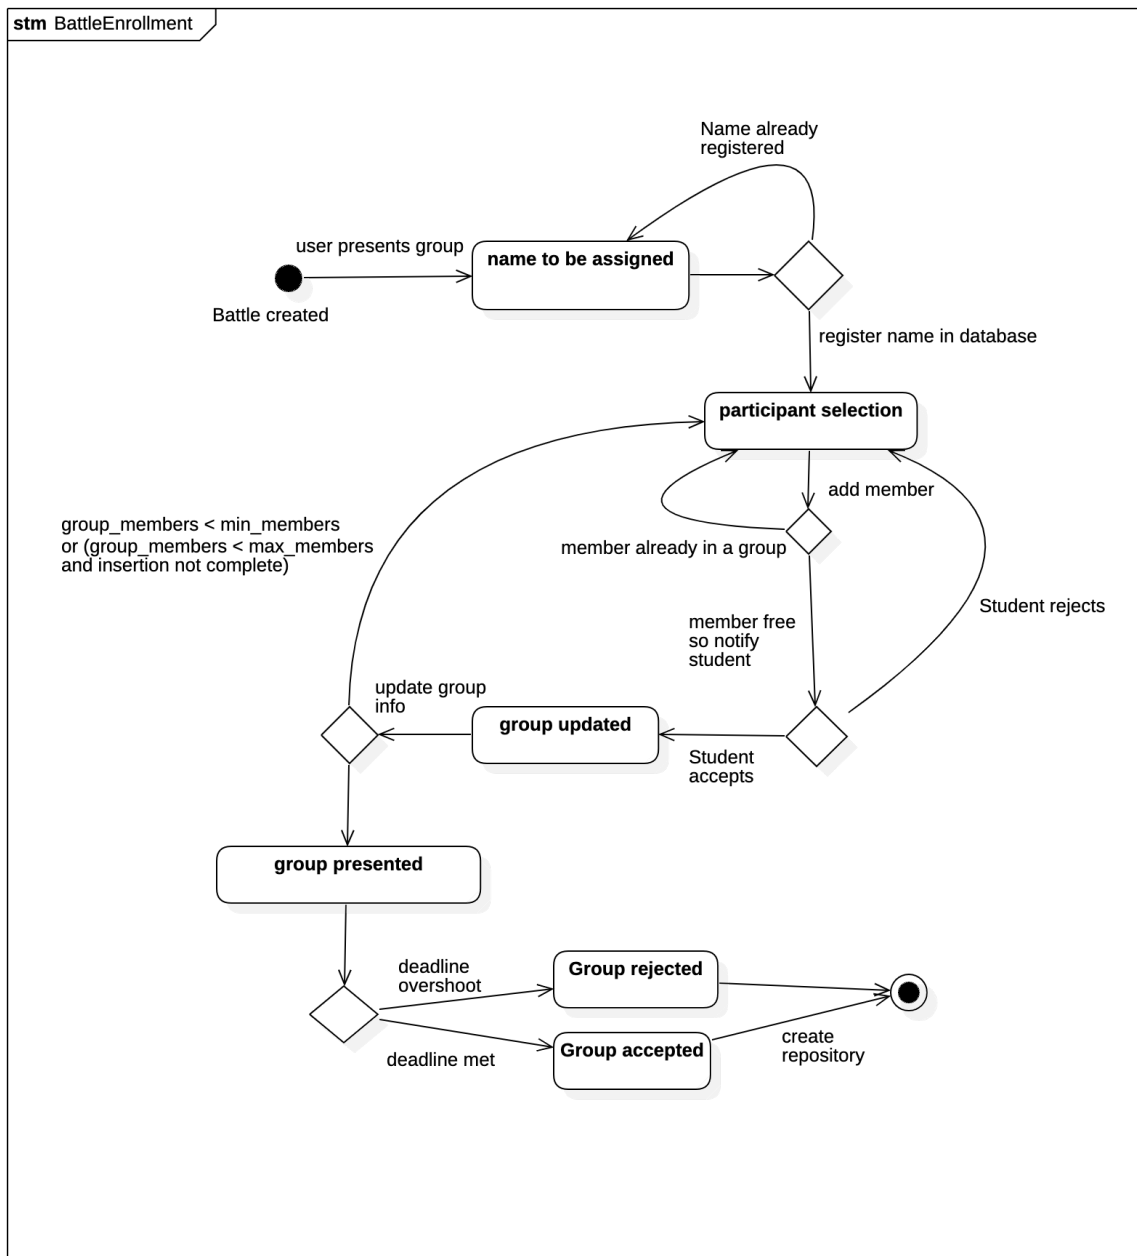 stm BattleEnrollment
Name already
registered
user presents group
name to be assigned
Battle created
register name in database
participant selection
add member
group_members < min_members
or (group_members < max_members
and insertion not complete)
member already in a group
Student rejects
member free
so notify
student
update group
info
group updated
Student
accepts
group presented
deadline
overshoot
Group rejected
create
repository
Group accepted
deadline met